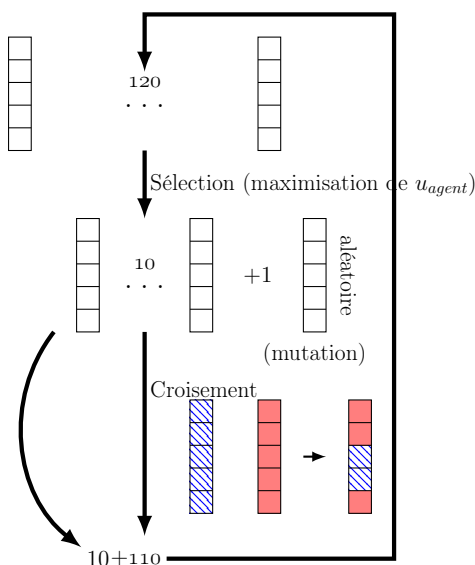 120
. . .
Sélection (maximisation de u_agent)
10
. . .
+1
aléatoire
(mutation)
Croisement
10+110